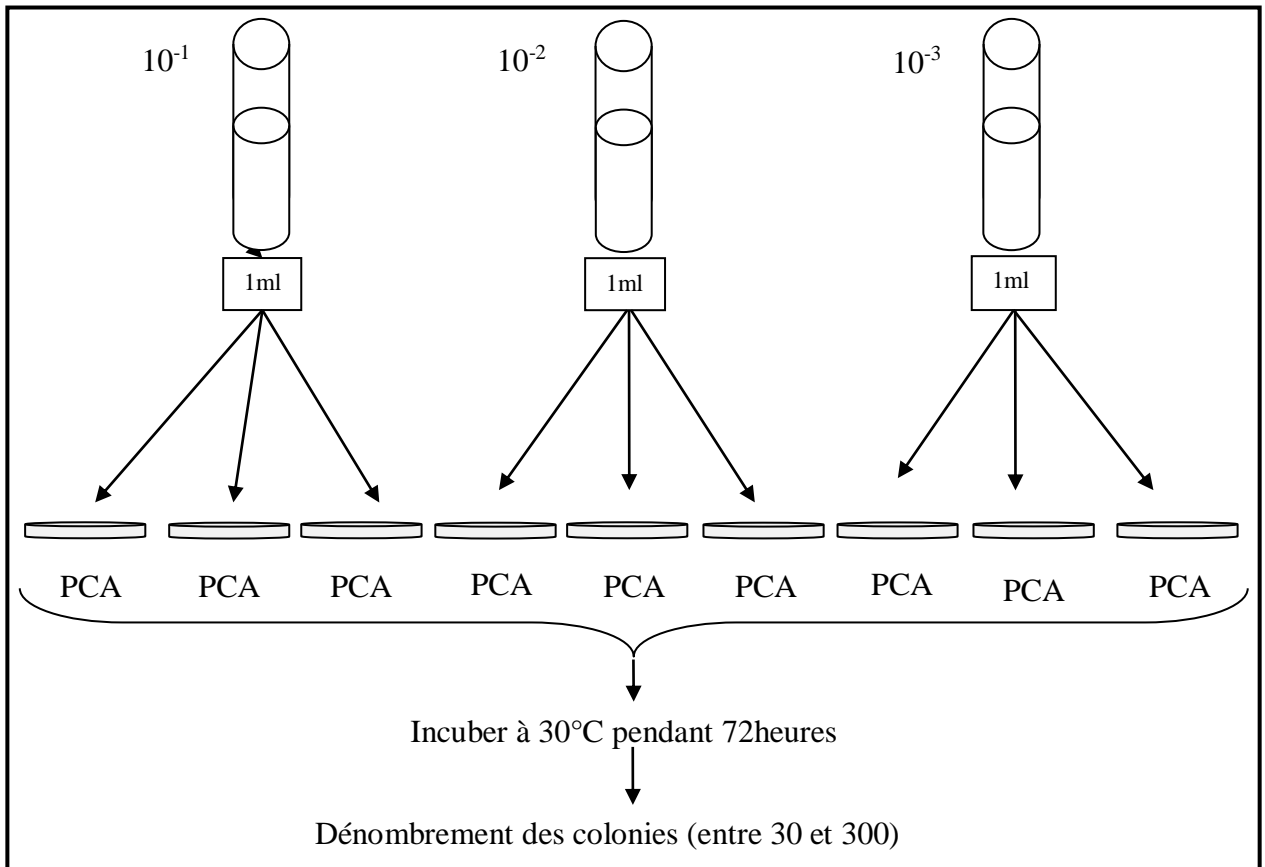 10-1 10-2 10-3
1ml 1ml 1ml
PCA PCA PCA PCA PCA PCA PCA PCA PCA
Incuber à 30°C pendant 72heures
Dénombrement des colonies (entre 30 et 300)